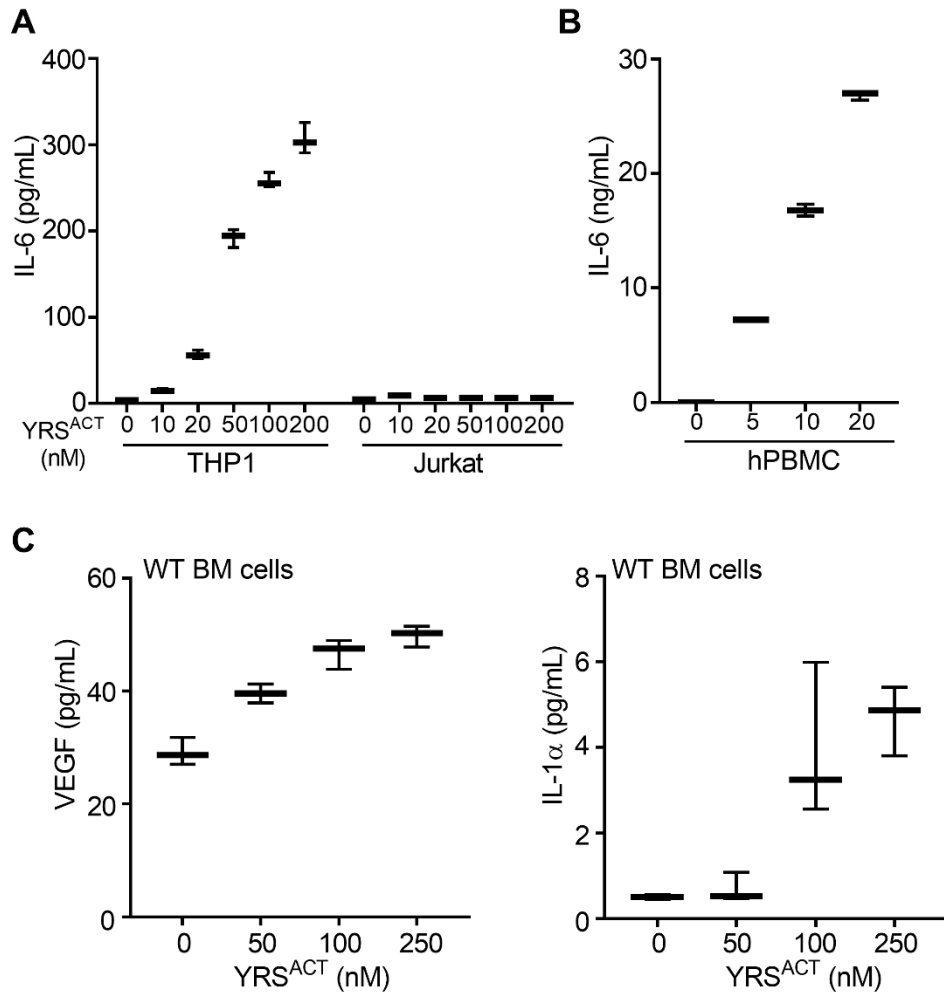 A
IL-6 (pg/mL)
400
300
200
100
0
YRS^ACT
(nM)
0 10 20 50 100 200
THP1
0 10 20 50 100 200
Jurkat
B
IL-6 (ng/mL)
30
20
10
0
0 5 10 20
hPBMC
C
WT BM cells
VEGF (pg/mL)
60
40
20
0
0 50 100 250
YRS^ACT (nM)
WT BM cells
IL-1α (pg/mL)
8
6
4
2
0
0 50 100 250
YRS^ACT (nM)